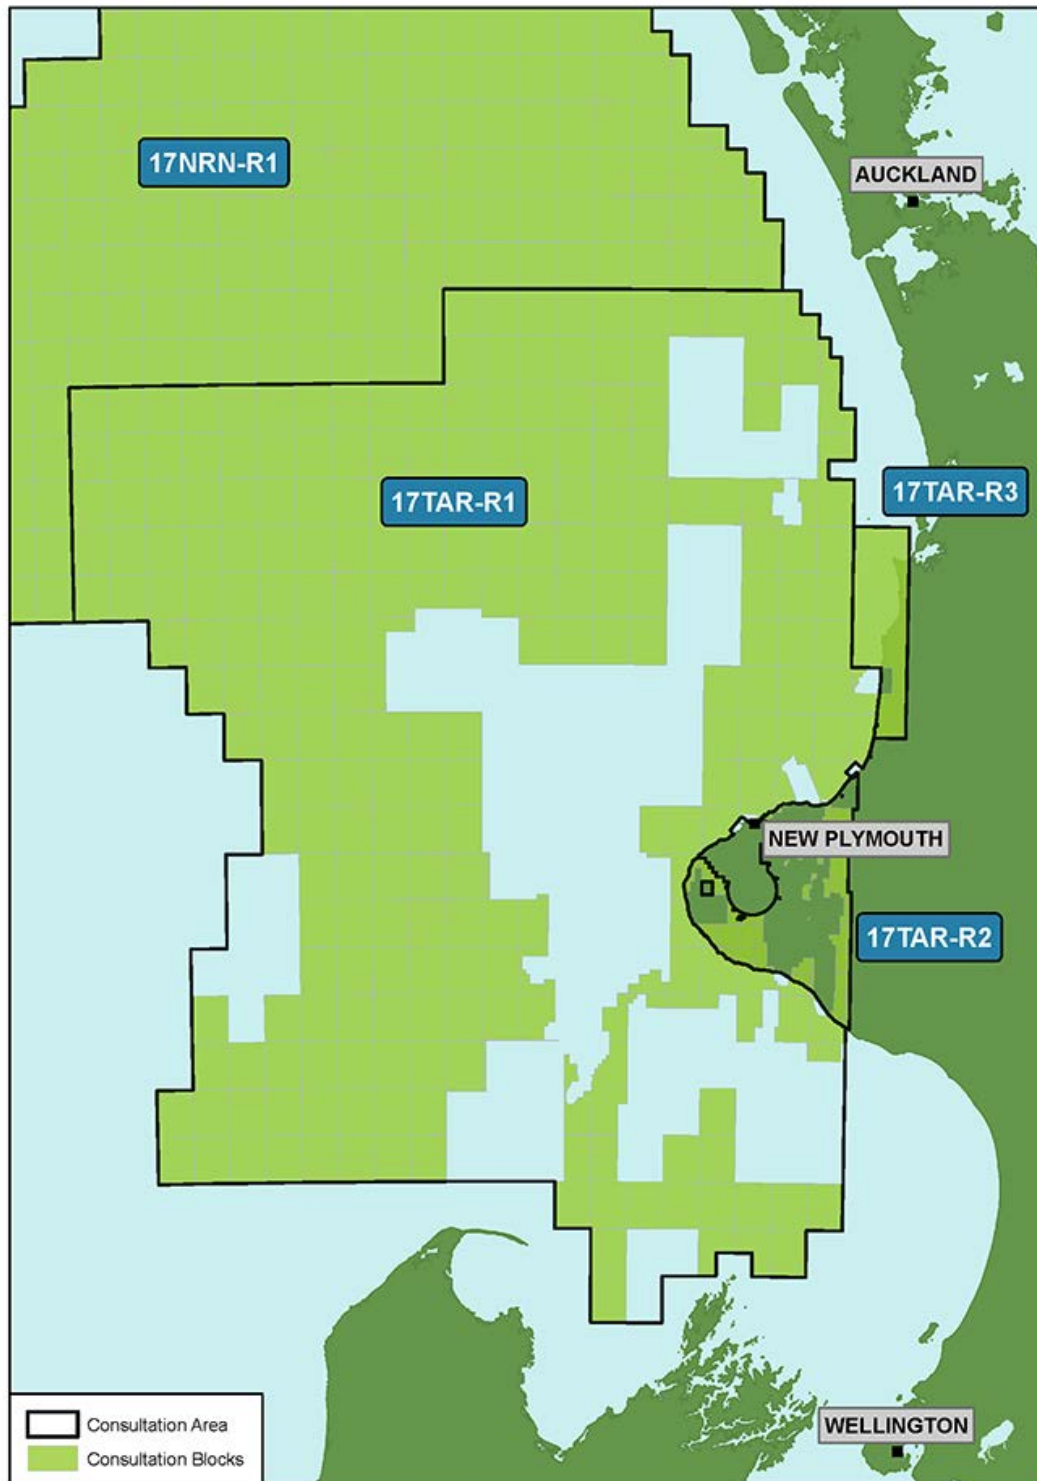 17NRN-R1
AUCKLAND
17TAR-R3
17TAR-R1
NEW PLYMOUTH
17TAR-R2
Consultation Area
Consultation Blocks
WELLINGTON